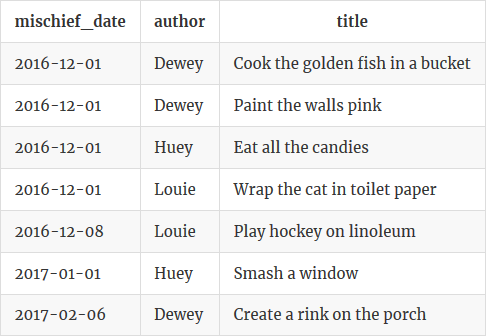 mischief_date author title
2016-12-01 Dewey Cook the golden fish in a bucket
2016-12-01 Dewey Paint the walls pink
2016-12-01 Huey Eat all the candies
2016-12-01 Louie Wrap the cat in toilet paper
2016-12-08 Louie Play hockey on linoleum
2017-01-01 Huey Smash a window
2017-02-06 Dewey Create a rink on the porch